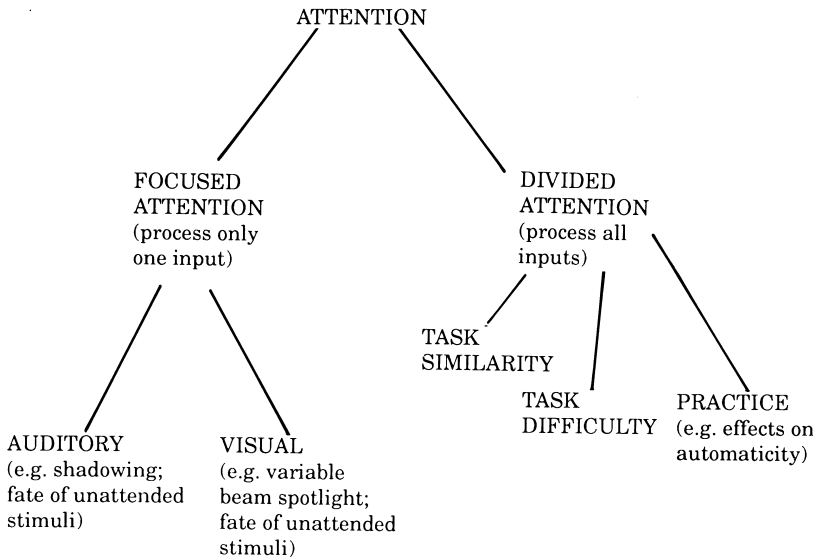 ATTENTION
FOCUSED
ATTENTION
(process only
one input)
DIVIDED
ATTENTION
(process all
inputs)
TASK
SIMILARITY
TASK
DIFFICULTY
PRACTICE
(e.g. effects on
automaticity)
AUDITORY
(e.g. shadowing;
fate of unattended
stimuli)
VISUAL
(e.g. variable
beam spotlight;
fate of unattended
stimuli)